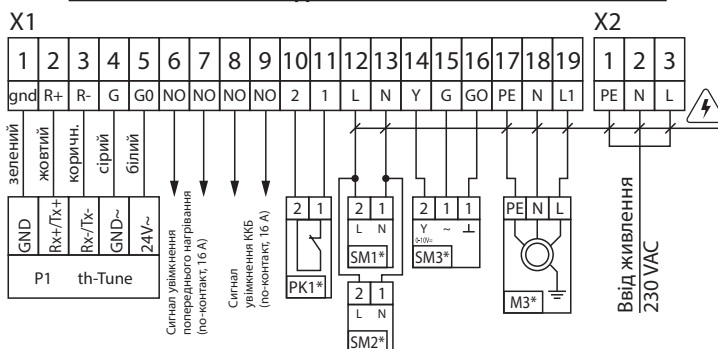 X1
X2
1 2 3 4 5 6 7 8 9 10 11 12 13 14 15 16 17 18 19
1 2 3
gnd R+ R- G G0 NO NO NO NO 2 1 L N Y G GO PE N L1
PE N L
зелений
жовтий
коричн.
сірий
білий
GND
Rx+/Tx+
Rx-/Tx-
GND~
24V~
P1 th-Tune
Сигнал увімкнення
попереднього нагрівання
(no-контакт, 16 А)
Сигнал
увімкнення ККБ
(no-контакт, 16 А)
2 1
PK1*
2 1
L N
SM1*
2 1
L N
SM2*
2 1 1
Y ~ ⊥
0-10V=
SM3*
PE N L
M3*
Ввід живлення
230 VAC